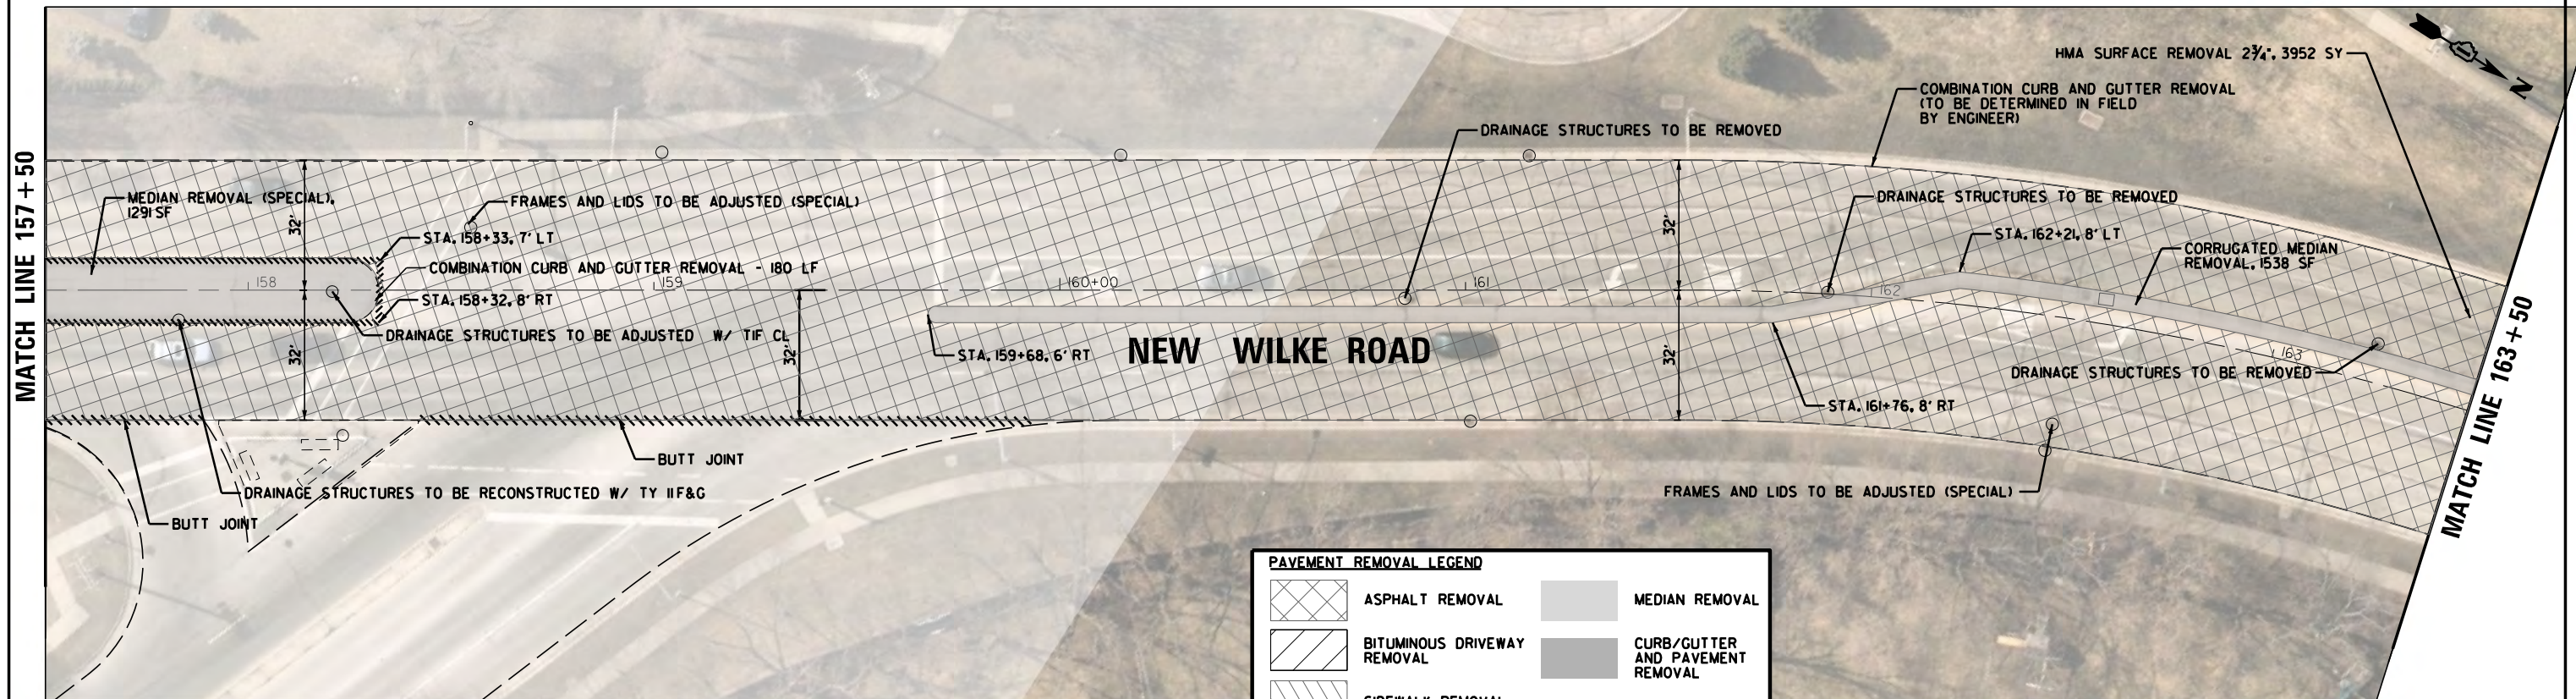 MATCH LINE 157+50
N
HMA SURFACE REMOVAL 2¾", 3952 SY
COMBINATION CURB AND GUTTER REMOVAL
(TO BE DETERMINED IN FIELD
BY ENGINEER)
DRAINAGE STRUCTURES TO BE REMOVED
MEDIAN REMOVAL (SPECIAL),
1291 SF
32'
FRAMES AND LIDS TO BE ADJUSTED (SPECIAL)
32'
DRAINAGE STRUCTURES TO BE REMOVED
STA. 158+33, 7' LT
STA. 162+21, 8' LT
COMBINATION CURB AND GUTTER REMOVAL - 180 LF
CORRUGATED MEDIAN
REMOVAL, 1538 SF
158
159
160+00
161
162
163
STA. 158+32, 8' RT
DRAINAGE STRUCTURES TO BE ADJUSTED W/ T1F CL
32'
32'
STA. 159+68, 6' RT
NEW WILKE ROAD
32'
DRAINAGE STRUCTURES TO BE REMOVED
STA. 161+76, 8' RT
MATCH LINE 163+50
BUTT JOINT
DRAINAGE STRUCTURES TO BE RECONSTRUCTED W/ TY 11F&G
FRAMES AND LIDS TO BE ADJUSTED (SPECIAL)
BUTT JOINT
PAVEMENT REMOVAL LEGEND
ASPHALT REMOVAL
MEDIAN REMOVAL
BITUMINOUS DRIVEWAY
REMOVAL
CURB/GUTTER
AND PAVEMENT
REMOVAL
SIDEWALK REMOVAL